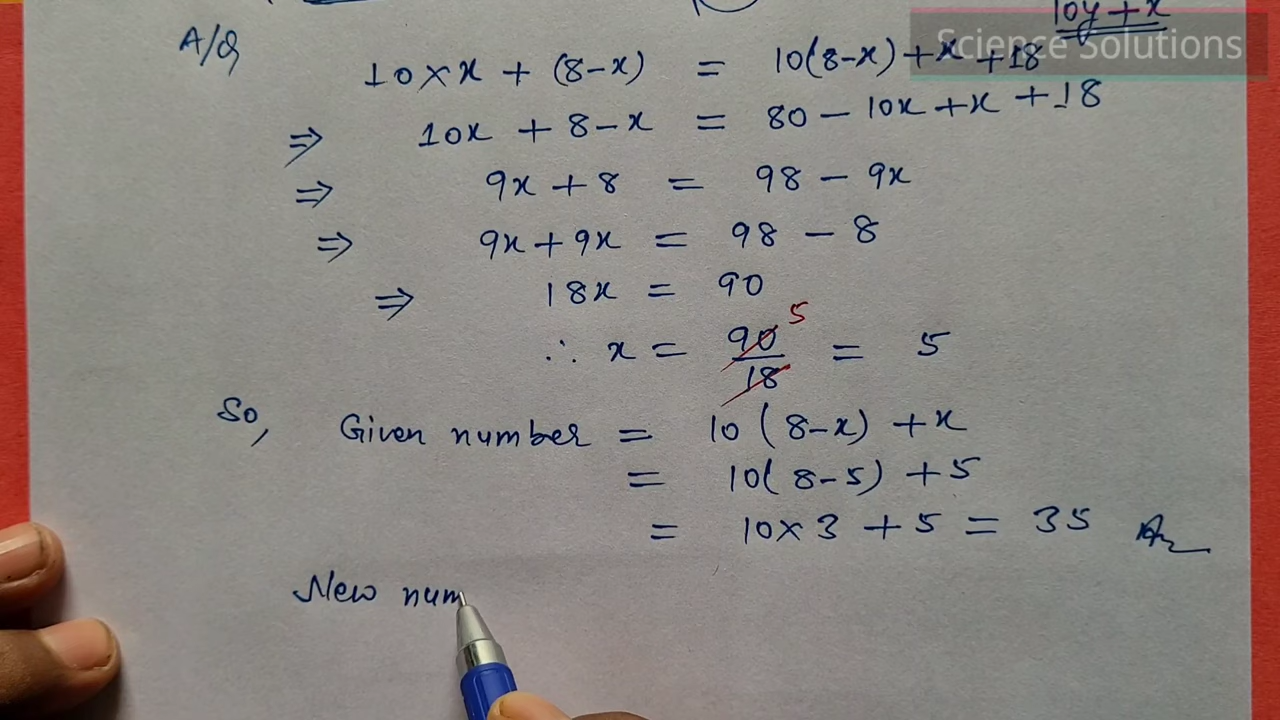 10y + x
Science Solutions
A/Q
10 × x + (8-x) = 10(8-x) + x + 18
⇒ 10x + 8 - x = 80 - 10x + x + 18
⇒ 9x + 8 = 98 - 9x
⇒ 9x + 9x = 98 - 8
⇒ 18x = 90
∴ x = 90/18 = 5
5
So, Given number = 10 (8-x) + x
= 10(8-5) + 5
= 10×3 + 5 = 35 An
New num